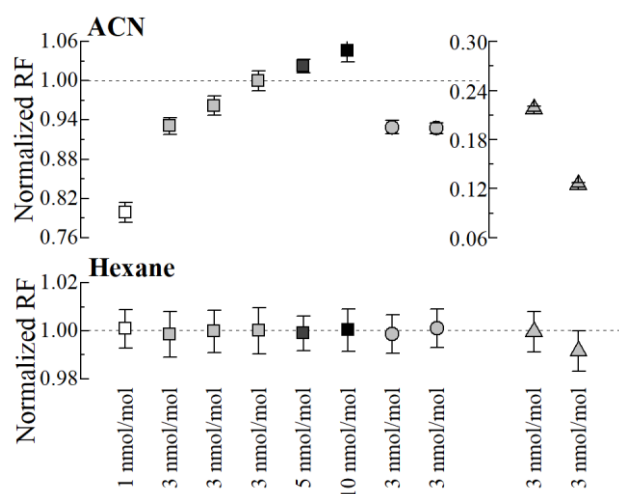 ACN
Normalized RF
1.06
1.00
0.94
0.88
0.82
0.76
0.30
0.24
0.18
0.12
0.06
Hexane
Normalized RF
1.02
1.00
0.98
1 nmol/mol
3 nmol/mol
3 nmol/mol
3 nmol/mol
5 nmol/mol
10 nmol/mol
3 nmol/mol
3 nmol/mol
3 nmol/mol
3 nmol/mol